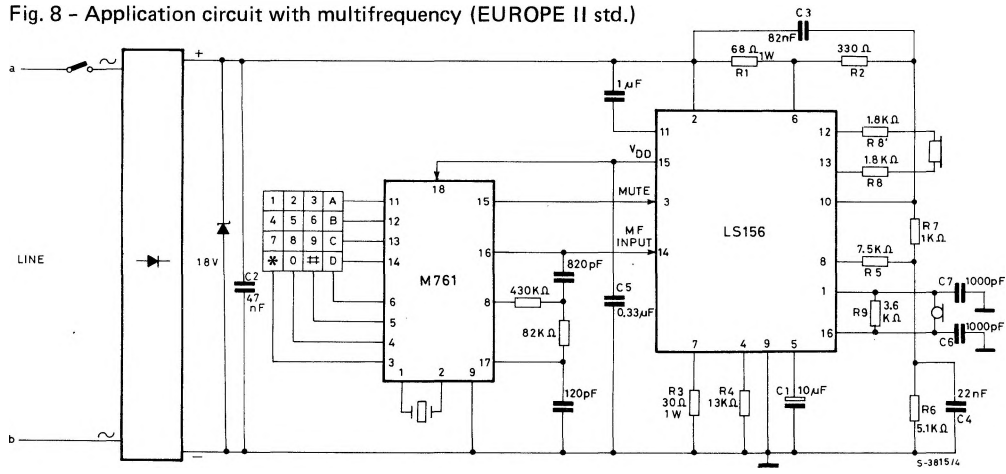 Fig. 8 - Application circuit with multifrequency (EUROPE II std.)
C3
82nF
68Ω
1W
R1
330Ω
R2
a
+
1µF
2
6
11
12
1.8KΩ
R8'
13
1.8KΩ
R8
VDD
15
18
MUTE
3
10
1 2 3 A
4 5 6 B
7 8 9 C
* 0 # D
11
12
13
14
15
16
MF
INPUT
14
LS156
R7
1KΩ
LINE
18V
M761
820pF
8
7.5KΩ
R5
C2
47
nF
6
5
4
3
8
430KΩ
C5
0,33µF
1
R9
3.6
KΩ
C7
1000pF
82KΩ
16
1000pF
C6
17
1
2
9
120pF
7
4
9
5
R3
30Ω
1W
R4
13KΩ
C1
10µF
R6
5.1KΩ
22nF
C4
b
–
S-3815/4